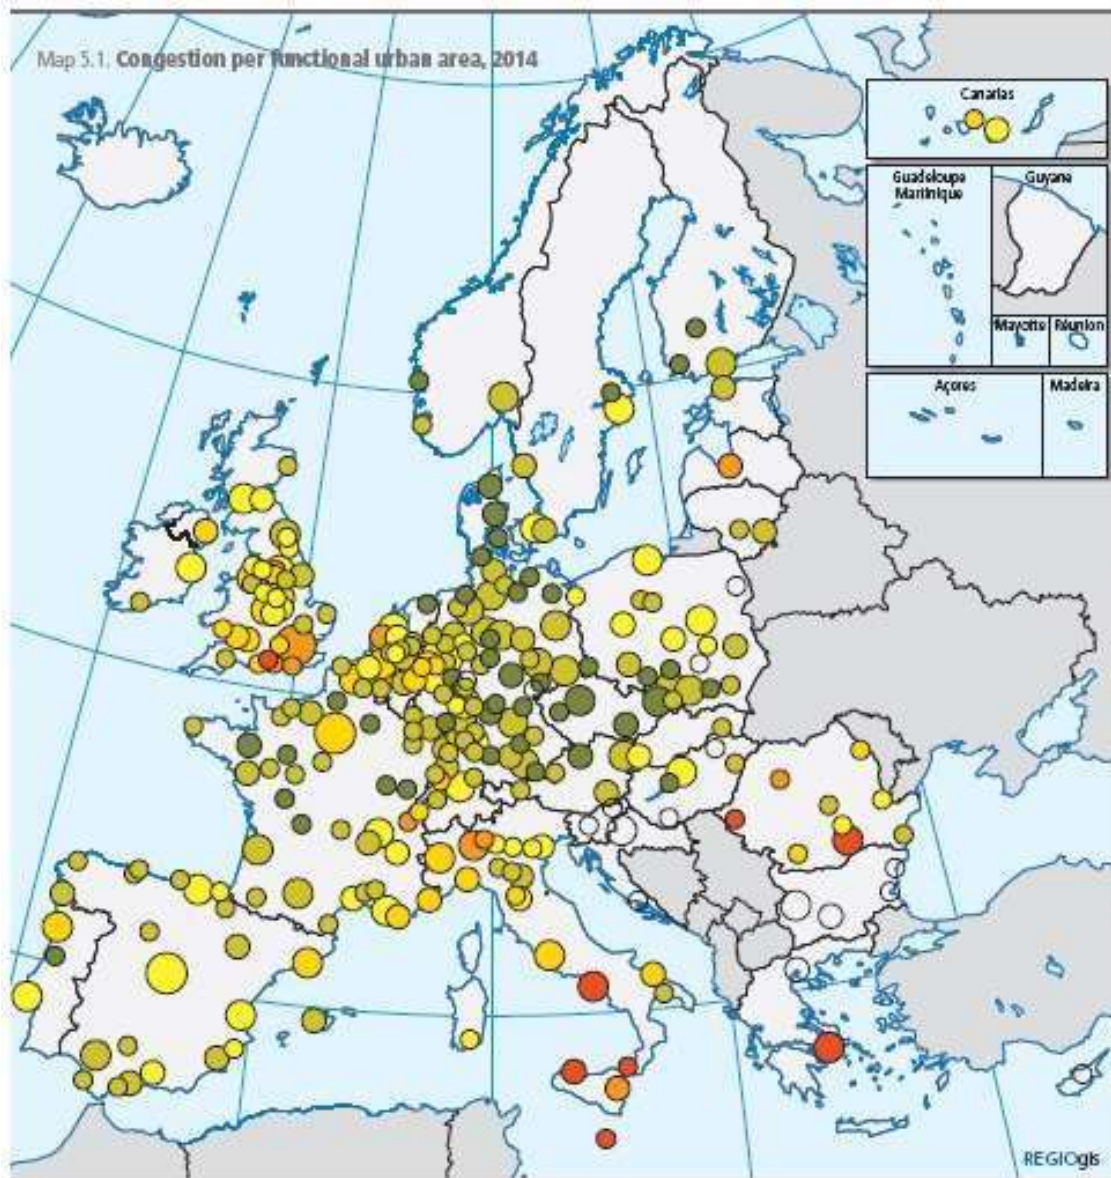 Map 5.1. Congestion per functional urban area, 2014
Canarias
Guadeloupe
Martinique
Guyane
Mayotte
Réunion
Açores
Madeira
REGIOgis